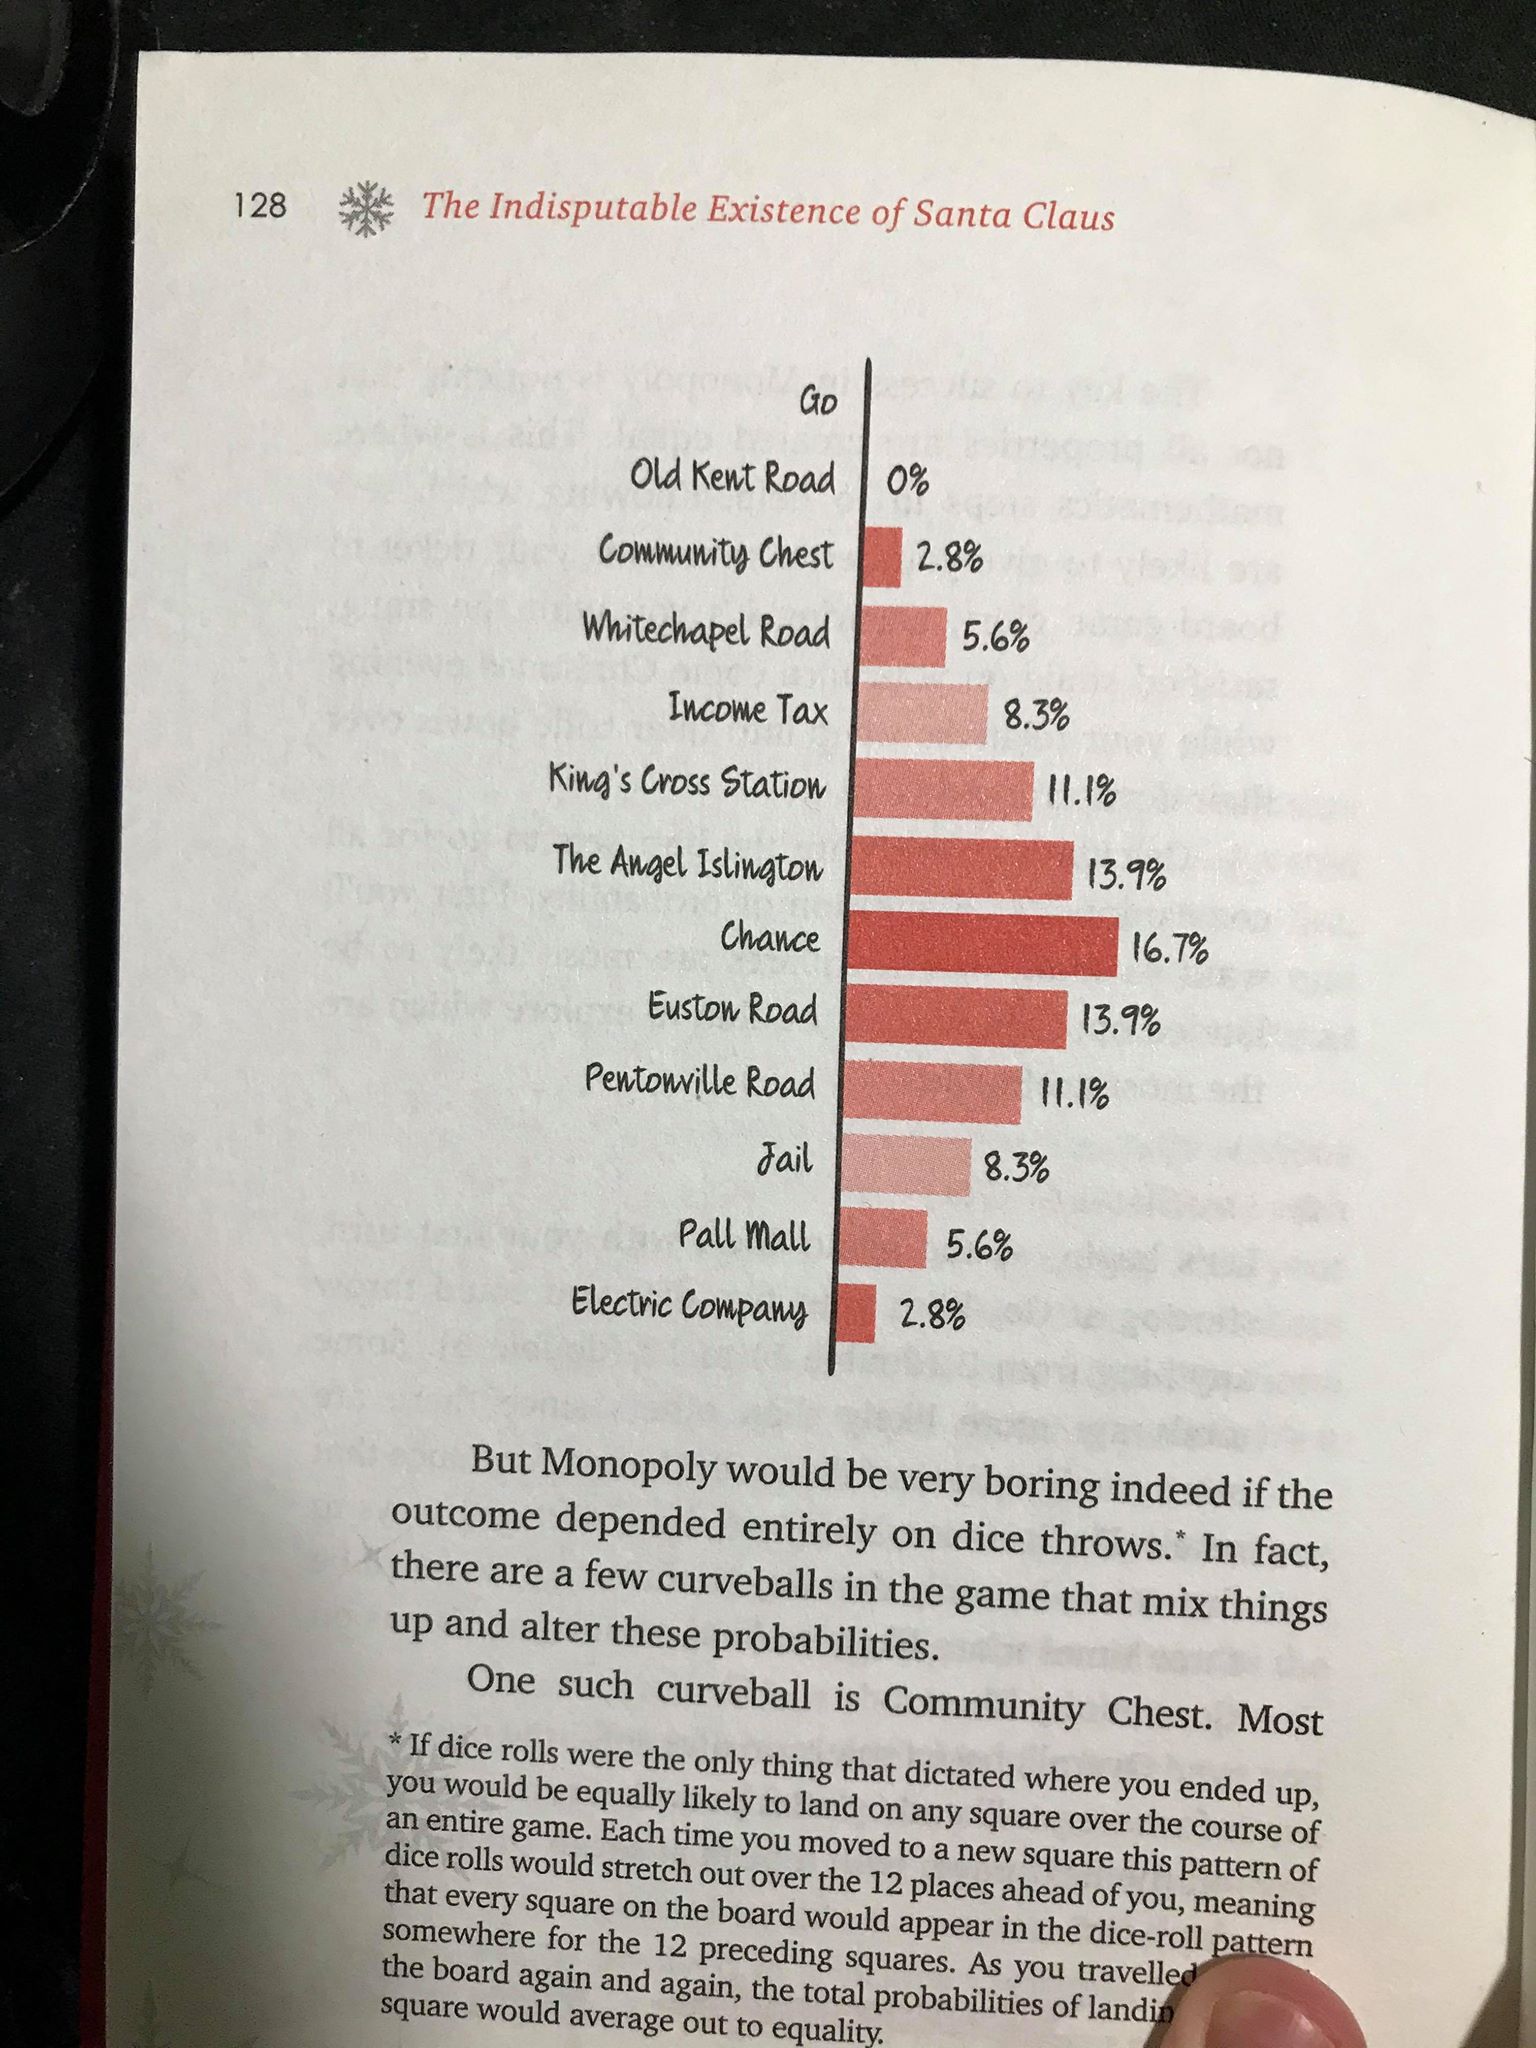 128 The Indisputable Existence of Santa Claus
Go
Old Kent Road 0%
Community Chest 2.8%
Whitechapel Road 5.6%
Income Tax 8.3%
King's Cross Station 11.1%
The Angel Islington 13.9%
Chance 16.7%
Euston Road 13.9%
Pentonville Road 11.1%
Jail 8.3%
Pall Mall 5.6%
Electric Company 2.8%
But Monopoly would be very boring indeed if the
outcome depended entirely on dice throws.* In fact,
there are a few curveballs in the game that mix things
up and alter these probabilities.
One such curveball is Community Chest. Most
* If dice rolls were the only thing that dictated where you ended up,
you would be equally likely to land on any square over the course of
an entire game. Each time you moved to a new square this pattern of
dice rolls would stretch out over the 12 places ahead of you, meaning
that every square on the board would appear in the dice-roll pattern
somewhere for the 12 preceding squares. As you travelled
the board again and again, the total probabilities of
square would average out to equality.